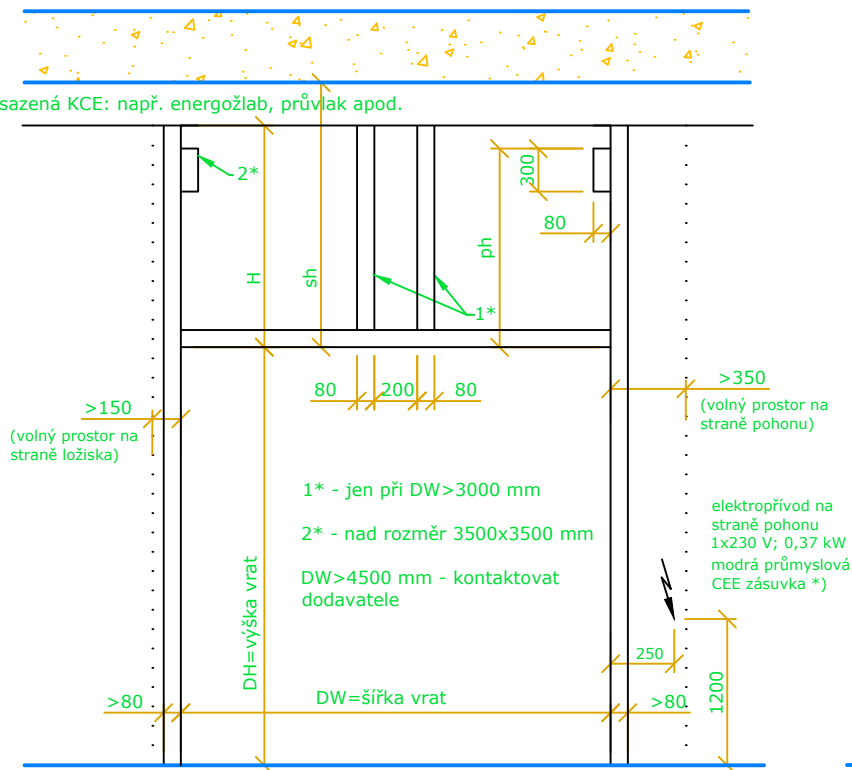 sazená KCE: např. energožlab, průvlak apod.
2*
300
80
H
sh
ph
1*
80
200
80
>350
(volný prostor na
straně pohonu)
>150
(volný prostor na
straně ložiska)
1* - jen při DW>3000 mm
2* - nad rozměr 3500x3500 mm
DW>4500 mm - kontaktovat
dodavatele
elektropřívod na
straně pohonu
1x230 V; 0,37 kW
modrá průmyslová
CEE zásuvka *)
DH=výška vrat
250
1200
>80
DW=šířka vrat
>80